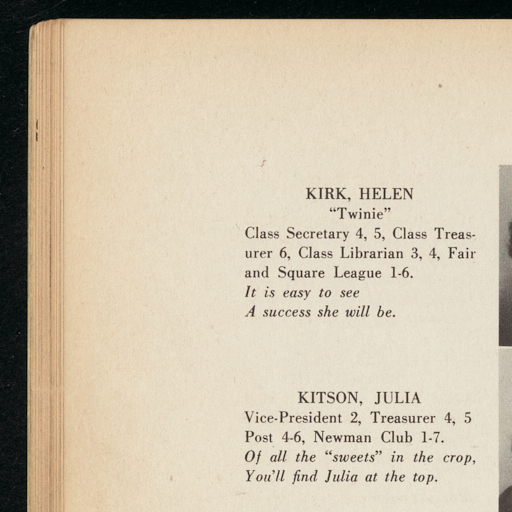 KIRK, HELEN
“Twinie”
Class Secretary 4, 5, Class Treas-
urer 6, Class Librarian 3, 4, Fair
and Square League 1-6.
It is easy to see
A success she will be.
KITSON, JULIA
Vice-President 2, Treasurer 4, 5
Post 4-6, Newman Club 1-7.
Of all the “sweets” in the crop,
You'll find Julia at the top.